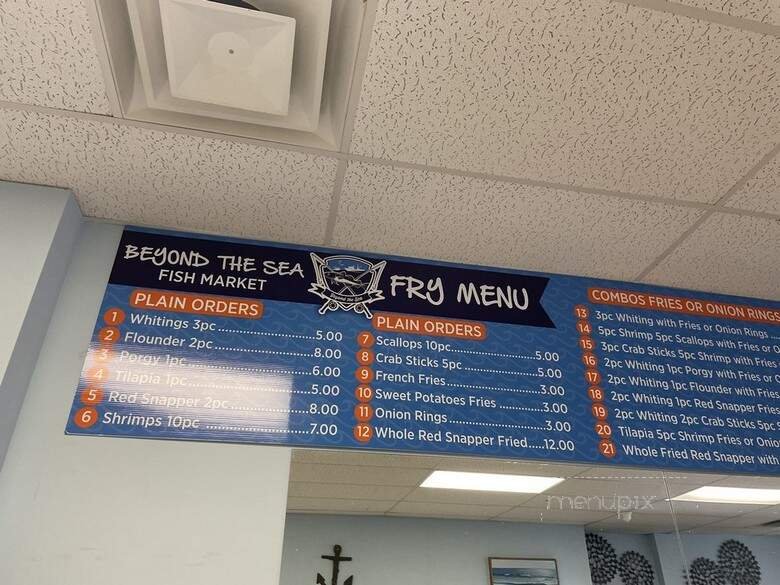 BEYOND THE SEA
FISH MARKET
Beyond the Sea
FRY MENU
PLAIN ORDERS
1 Whitings 3pc 5.00
2 Flounder 2pc 8.00
3 Porgy 1pc 6.00
4 Tilapia 1pc 5.00
5 Red Snapper 2pc 8.00
6 Shrimps 10pc 7.00
PLAIN ORDERS
7 Scallops 10pc 5.00
8 Crab Sticks 5pc 5.00
9 French Fries 3.00
10 Sweet Potatoes Fries 3.00
11 Onion Rings 3.00
12 Whole Red Snapper Fried 12.00
COMBOS FRIES OR ONION RINGS
13 3pc Whiting with Fries or Onion Rings
14 5pc Shrimp 5pc Scallops with Fries or
15 3pc Crab Sticks 5pc Shrimp with Fries
16 2pc Whiting 1pc Porgy with Fries or
17 2pc Whiting 1pc Flounder with Fries
18 2pc Whiting 1pc Red Snapper
19 2pc Whiting 2pc Crab Sticks 5pc
20 Tilapia 5pc Shrimp Fries or
21 Whole Fried Red Snapper with
menupix